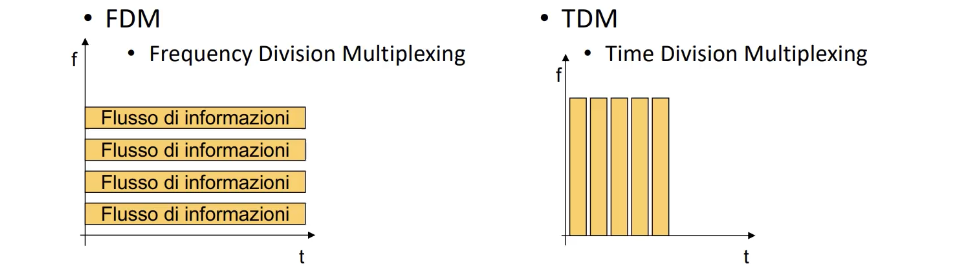 • FDM
• Frequency Division Multiplexing
f
Flusso di informazioni
Flusso di informazioni
Flusso di informazioni
Flusso di informazioni
t
• TDM
• Time Division Multiplexing
f
t